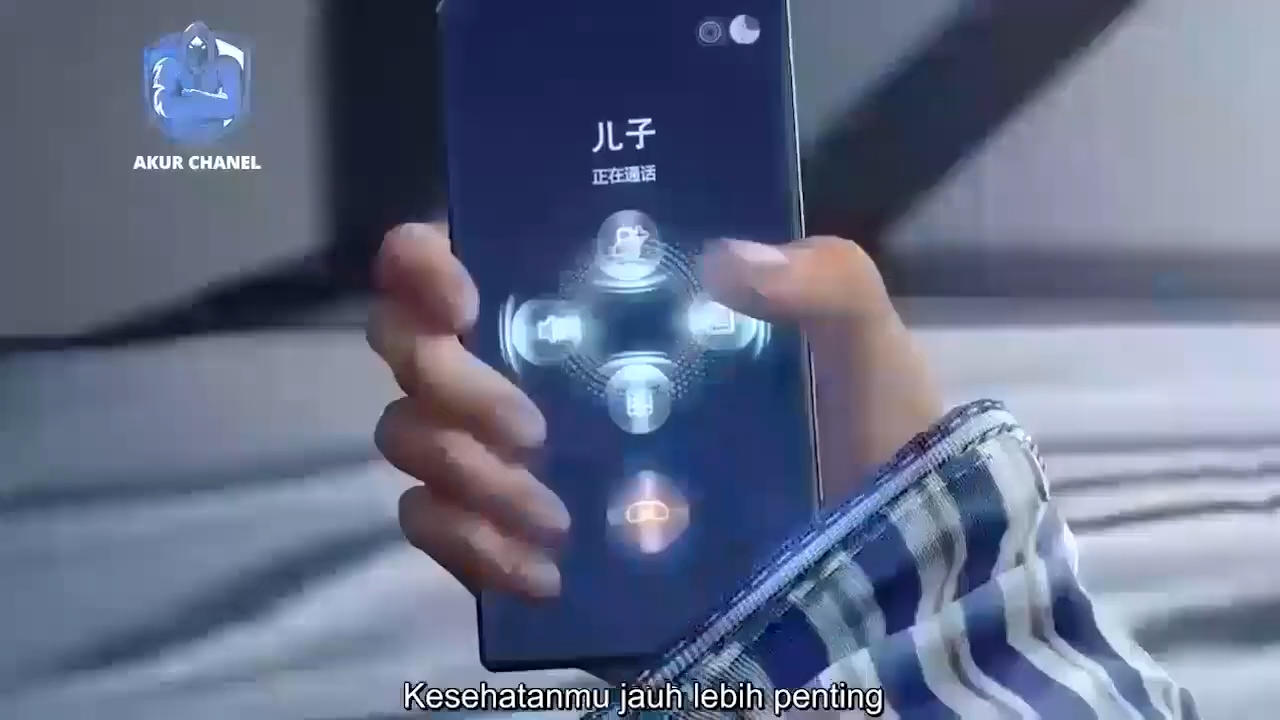 AKUR CHANEL
儿子
正在通话
Kesehatanmu jauh lebih penting